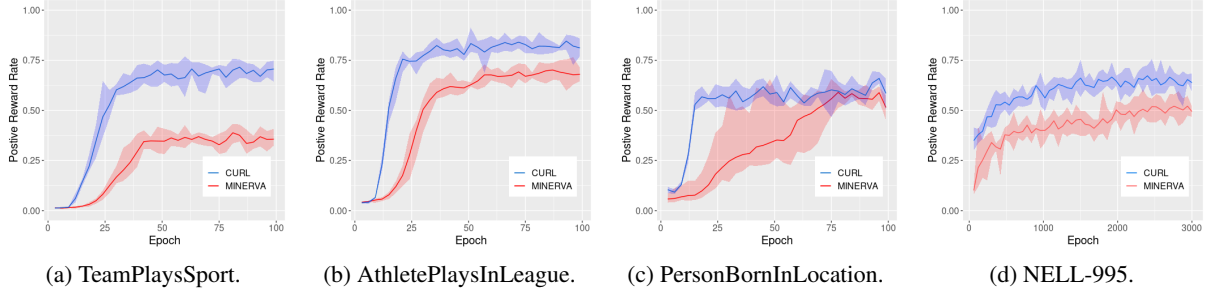 1.00
0.75
0.50
0.25
0.00
Postive Reward Rate
0 25 50 75 100
Epoch
CURL
MINERVA
(a) TeamPlaysSport.
1.00
0.75
0.50
0.25
0.00
Postive Reward Rate
0 25 50 75 100
Epoch
CURL
MINERVA
(b) AthletePlaysInLeague.
1.00
0.75
0.50
0.25
0.00
Postive Reward Rate
0 25 50 75 100
Epoch
CURL
MINERVA
(c) PersonBornInLocation.
1.00
0.75
0.50
0.25
0.00
Postive Reward Rate
0 1000 2000 3000
Epoch
CURL
MINERVA
(d) NELL-995.